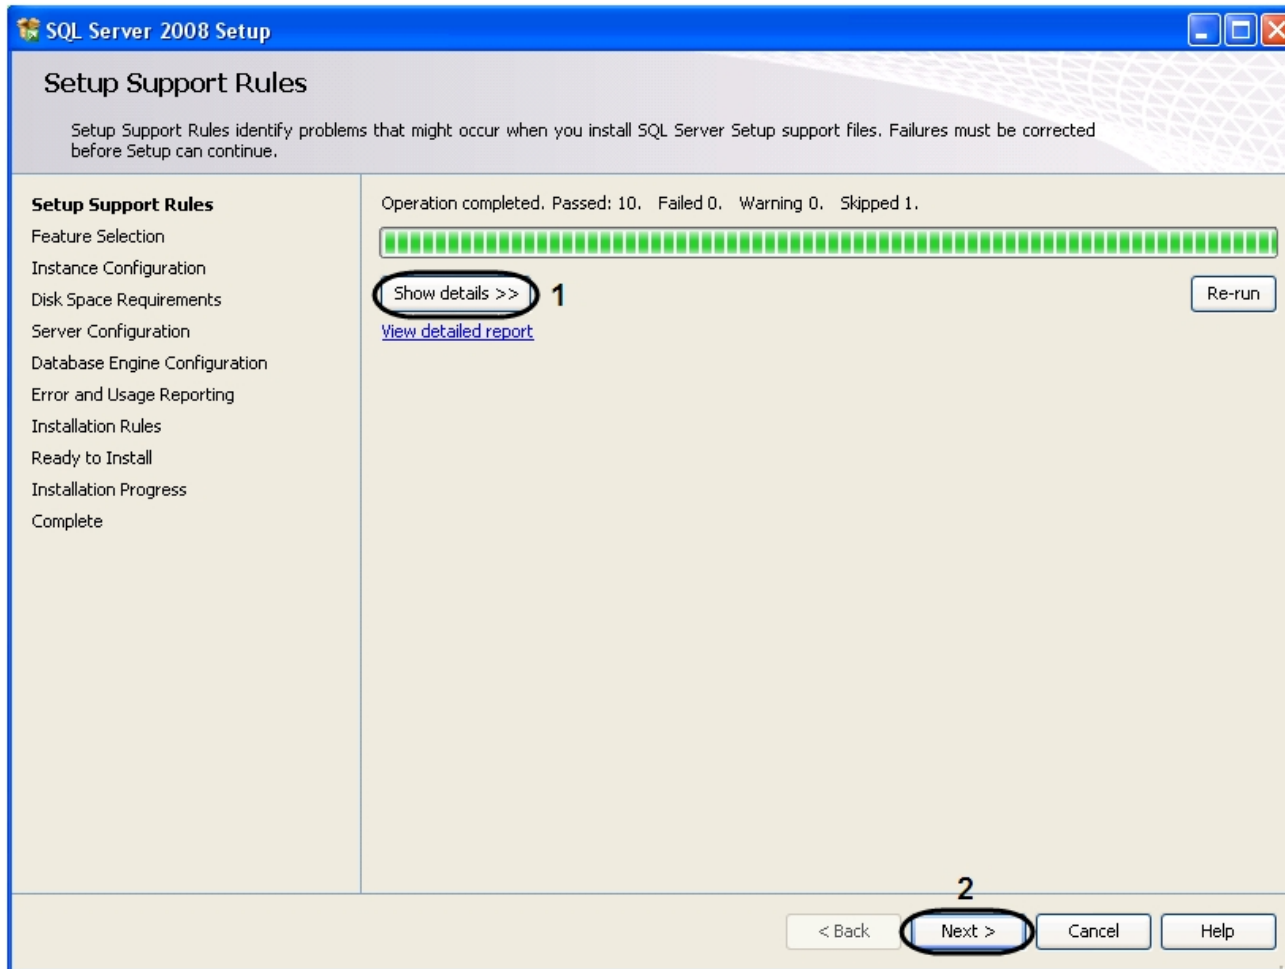 SQL Server 2008 Setup
Setup Support Rules
Setup Support Rules identify problems that might occur when you install SQL Server Setup support files. Failures must be corrected
before Setup can continue.
Setup Support Rules
Feature Selection
Instance Configuration
Disk Space Requirements
Server Configuration
Database Engine Configuration
Error and Usage Reporting
Installation Rules
Ready to Install
Installation Progress
Complete
Operation completed. Passed: 10. Failed 0. Warning 0. Skipped 1.
Show details >> 1
Re-run
View detailed report
2
< Back Next > Cancel Help